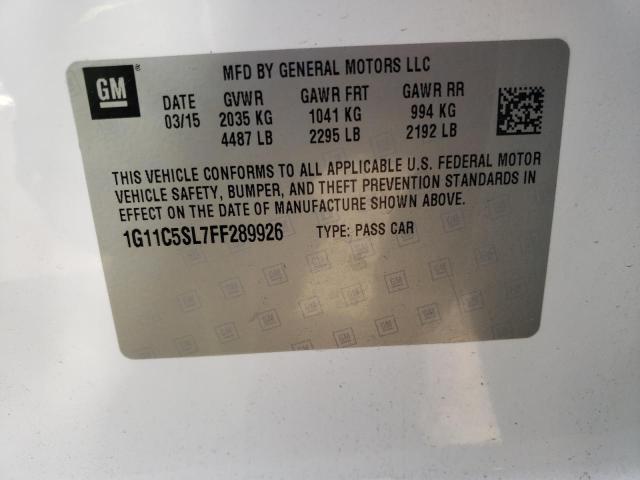 GM ® MFD BY GENERAL MOTORS LLC
DATE GVWR GAWR FRT GAWR RR
03/15 2035 KG 1041 KG 994 KG
4487 LB 2295 LB 2192 LB
THIS VEHICLE CONFORMS TO ALL APPLICABLE U.S. FEDERAL MOTOR
VEHICLE SAFETY, BUMPER, AND THEFT PREVENTION STANDARDS IN
EFFECT ON THE DATE OF MANUFACTURE SHOWN ABOVE.
1G11C5SL7FF289926 TYPE: PASS CAR